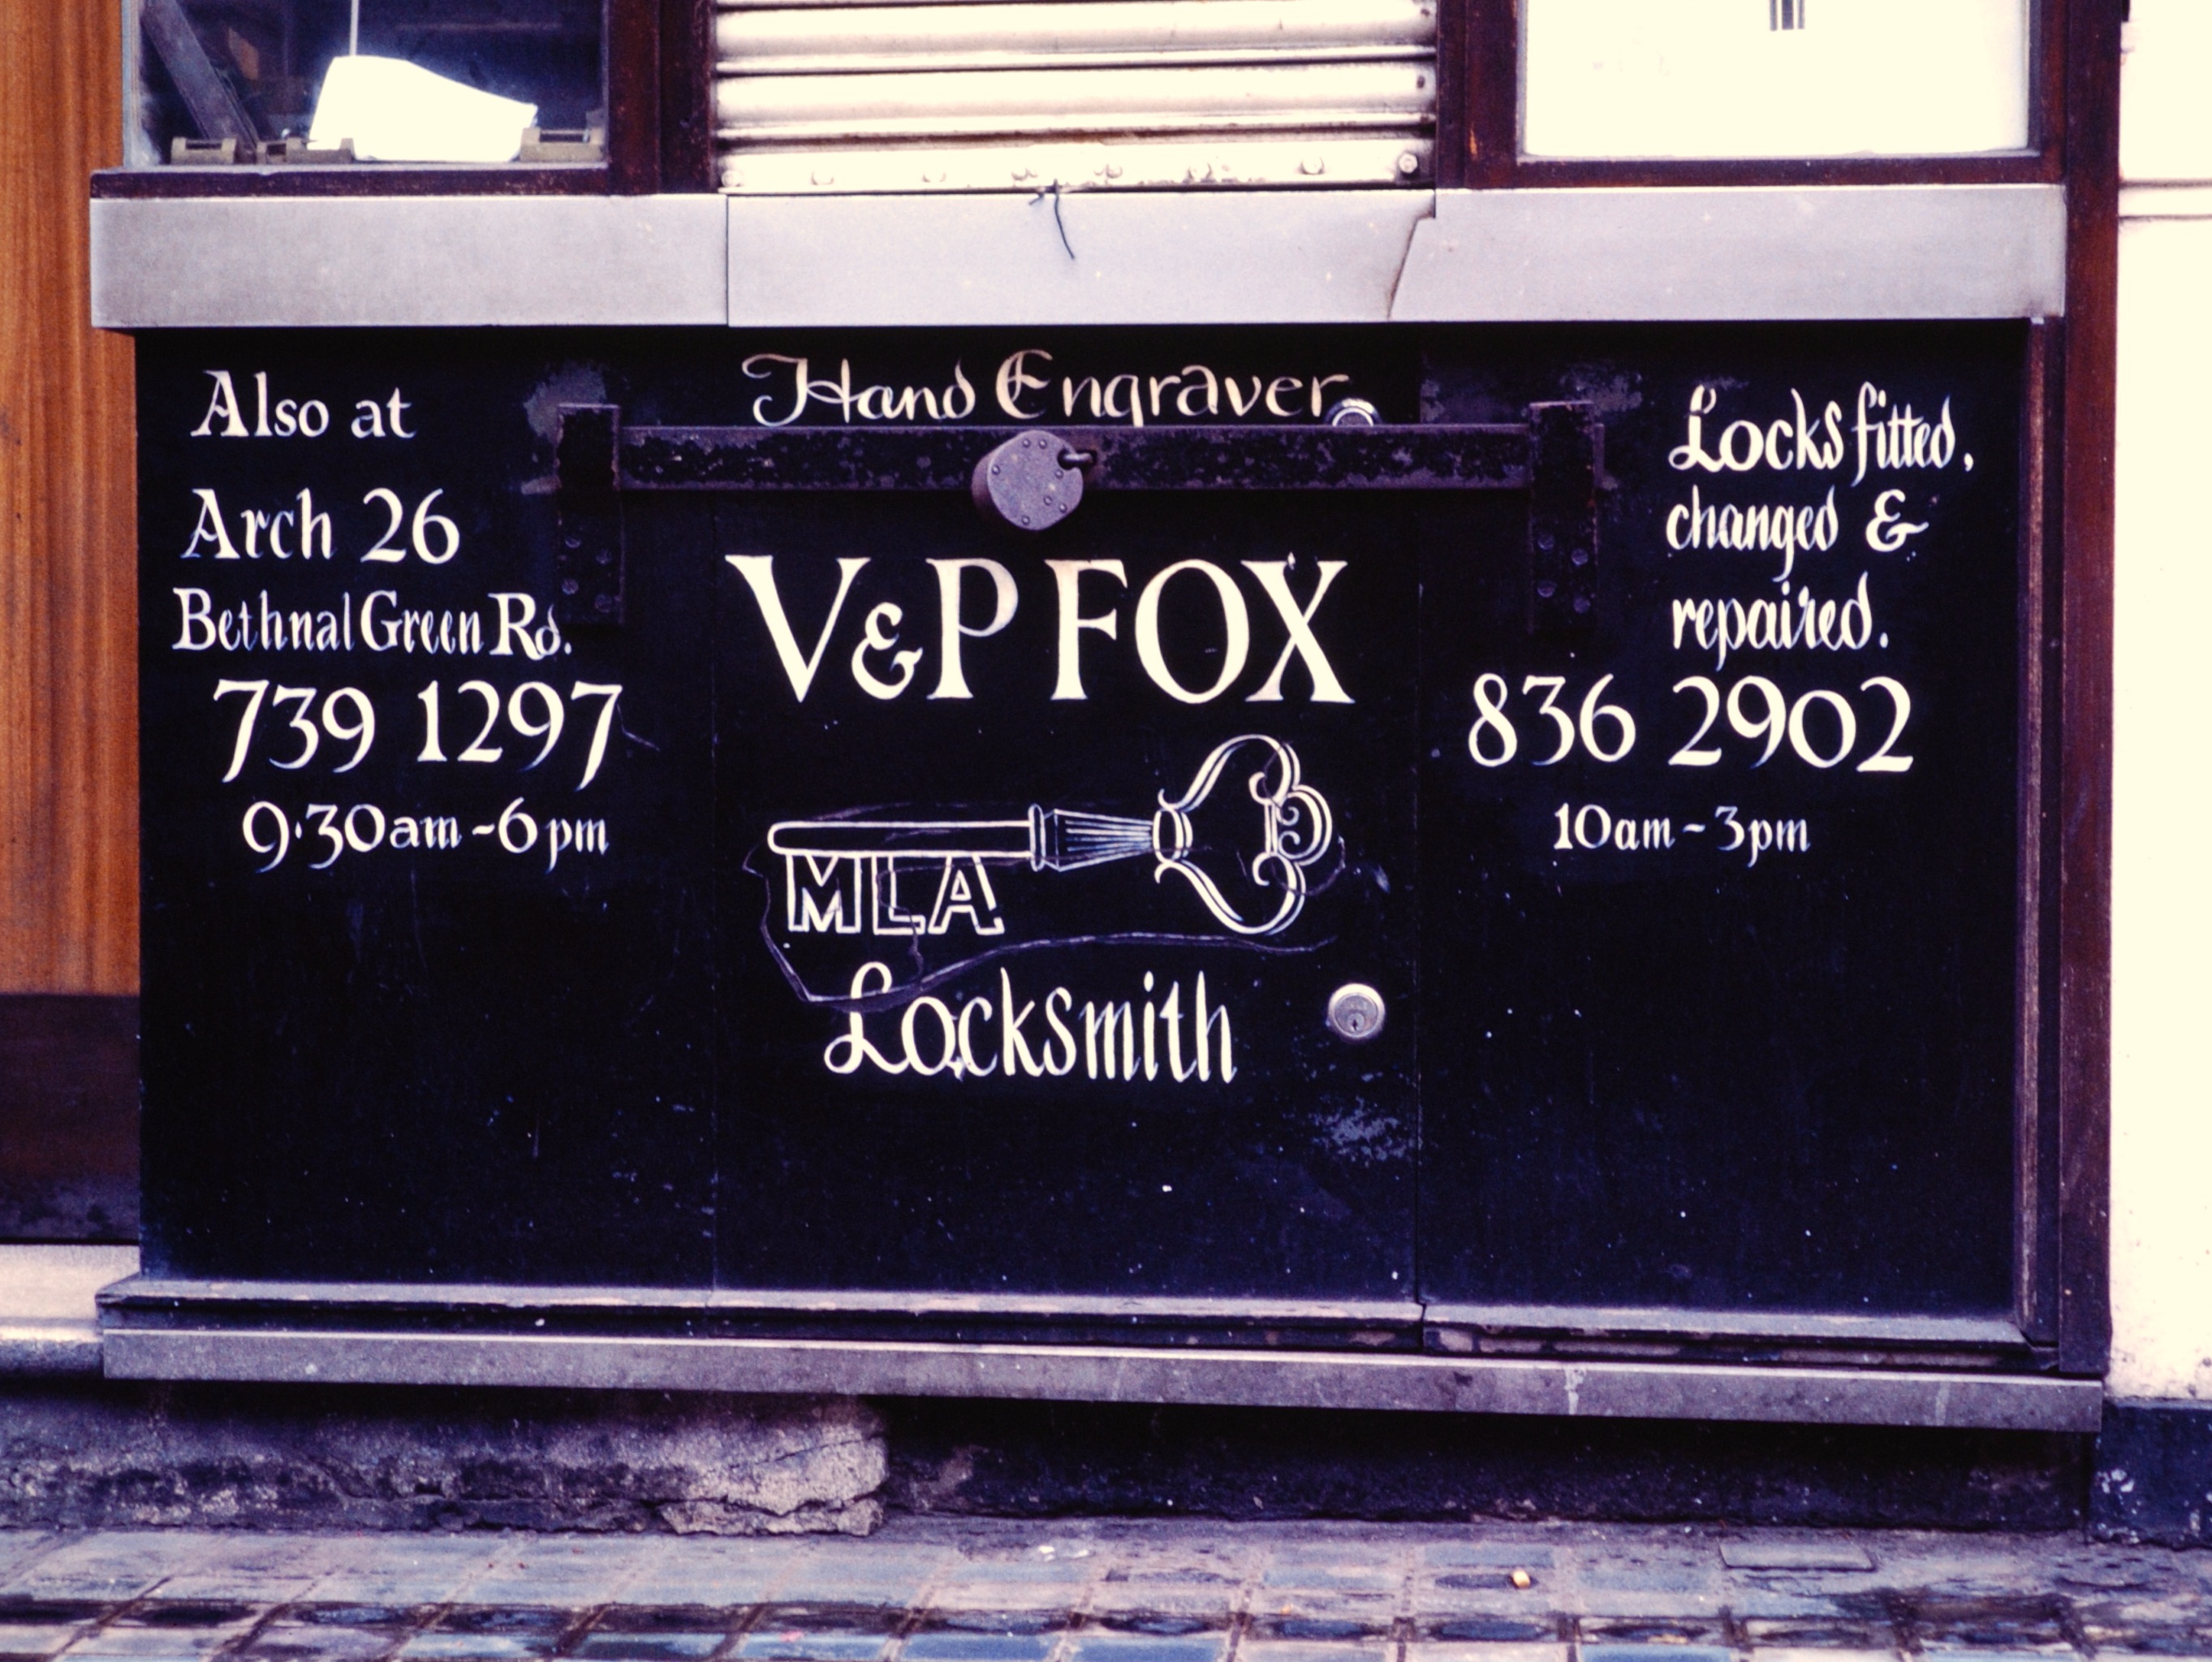 Also at
Arch 26
Bethnal Green Rd.
739 1297
9·30am-6pm
Hand Engraver
V&P FOX
MLA
Locksmith
Locks fitted,
changed &
repaired.
836 2902
10am-3pm